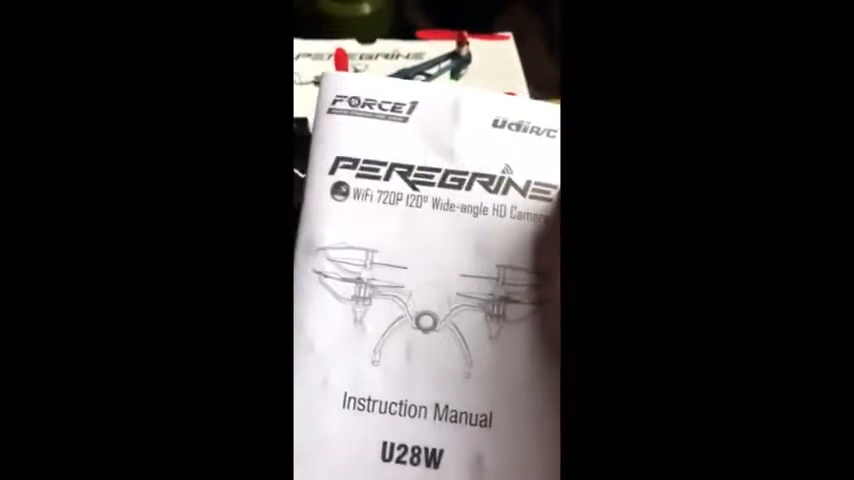 PEREGRINE
FORCE1
UdiR/C
PEREGRINE
WiFi 720P 120° Wide-angle HD Camera
Instruction Manual
U28W